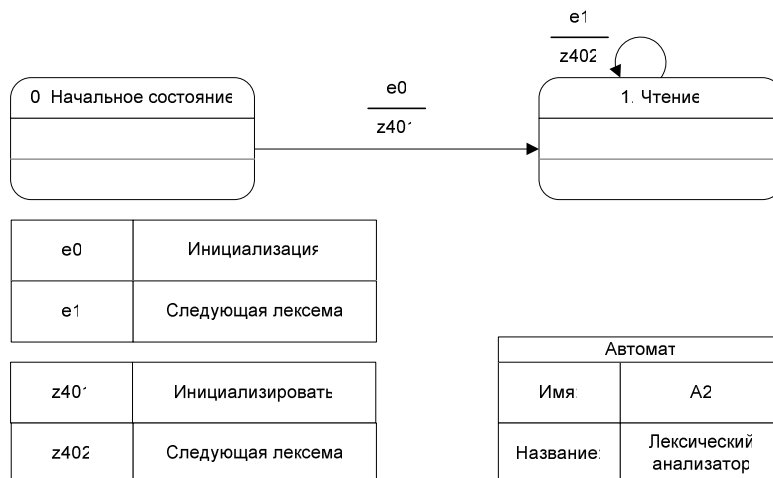 e1
z402
0 Начальное состояние
e0
z401
1. Чтение
e0 Инициализация
e1 Следующая лексема
z401 Инициализировать
z402 Следующая лексема
Автомат
Имя: A2
Название: Лексический
анализатор